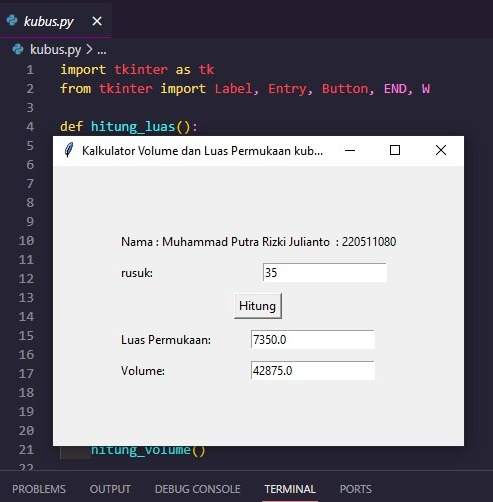 kubus.py
kubus.py > ...
1 import tkinter as tk
2 from tkinter import Label, Entry, Button, END, W
3
4 def hitung_luas():
5
Kalkulator Volume dan Luas Permukaan kub...
6
7
8
9
10
Nama : Muhammad Putra Rizki Julianto : 220511080
11
12
rusuk: 35
13
14
Hitung
15
16
Luas Permukaan: 7350.0
17
Volume: 42875.0
18
19
20
21 hitung_volume()
22
PROBLEMS OUTPUT DEBUG CONSOLE TERMINAL PORTS